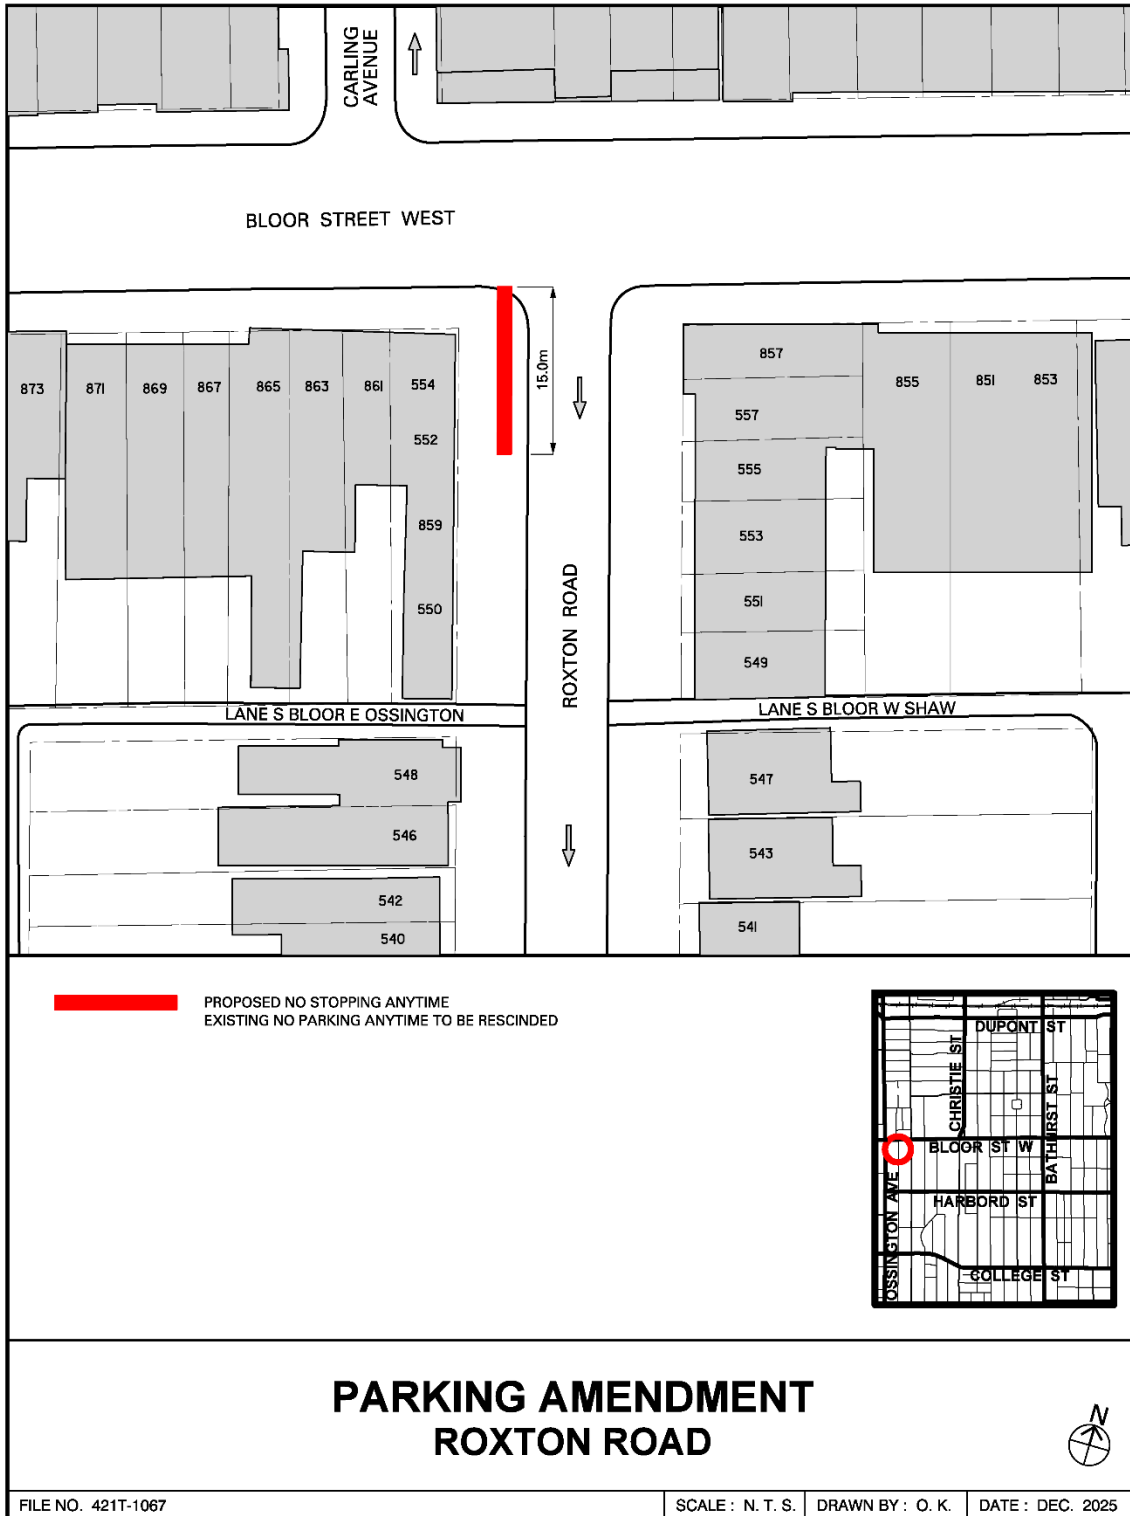 CARLING
AVENUE
BLOOR STREET WEST
15.0m
873
871
869
867
865
863
861
554
552
859
550
857
557
555
553
551
549
855
851
853
ROXTON ROAD
LANE S BLOOR E OSSINGTON
LANE S BLOOR W SHAW
548
546
542
540
547
543
541
PROPOSED NO STOPPING ANYTIME
EXISTING NO PARKING ANYTIME TO BE RESCINDED
DUPONT ST
CHRISTIE ST
BATHURST ST
BLOOR ST W
OSSINGTON AVE
HARBORD ST
COLLEGE ST
PARKING AMENDMENT
ROXTON ROAD
N
FILE NO. 421T-1067
SCALE : N. T. S.
DRAWN BY : O. K.
DATE : DEC. 2025